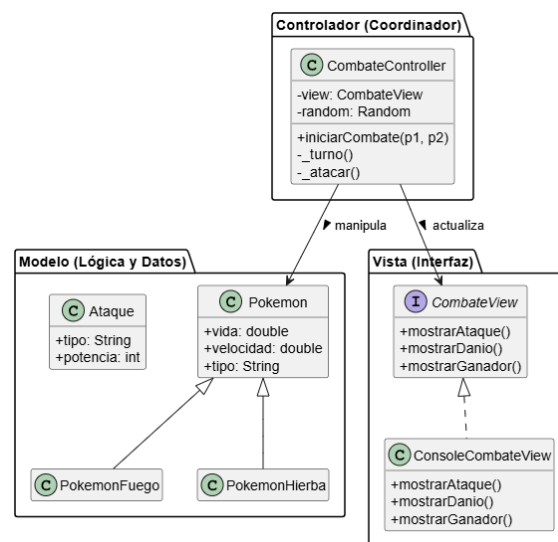 Controlador (Coordinador)
C CombateController
-view: CombateView
-random: Random
+iniciarCombate(p1, p2)
-_turno()
-_atacar()
manipula
actualiza
Modelo (Lógica y Datos)
C Ataque
+tipo: String
+potencia: int
C Pokemon
+vida: double
+velocidad: double
+tipo: String
C PokemonFuego
C PokemonHierba
Vista (Interfaz)
I CombateView
+mostrarAtaque()
+mostrarDanio()
+mostrarGanador()
C ConsoleCombateView
+mostrarAtaque()
+mostrarDanio()
+mostrarGanador()